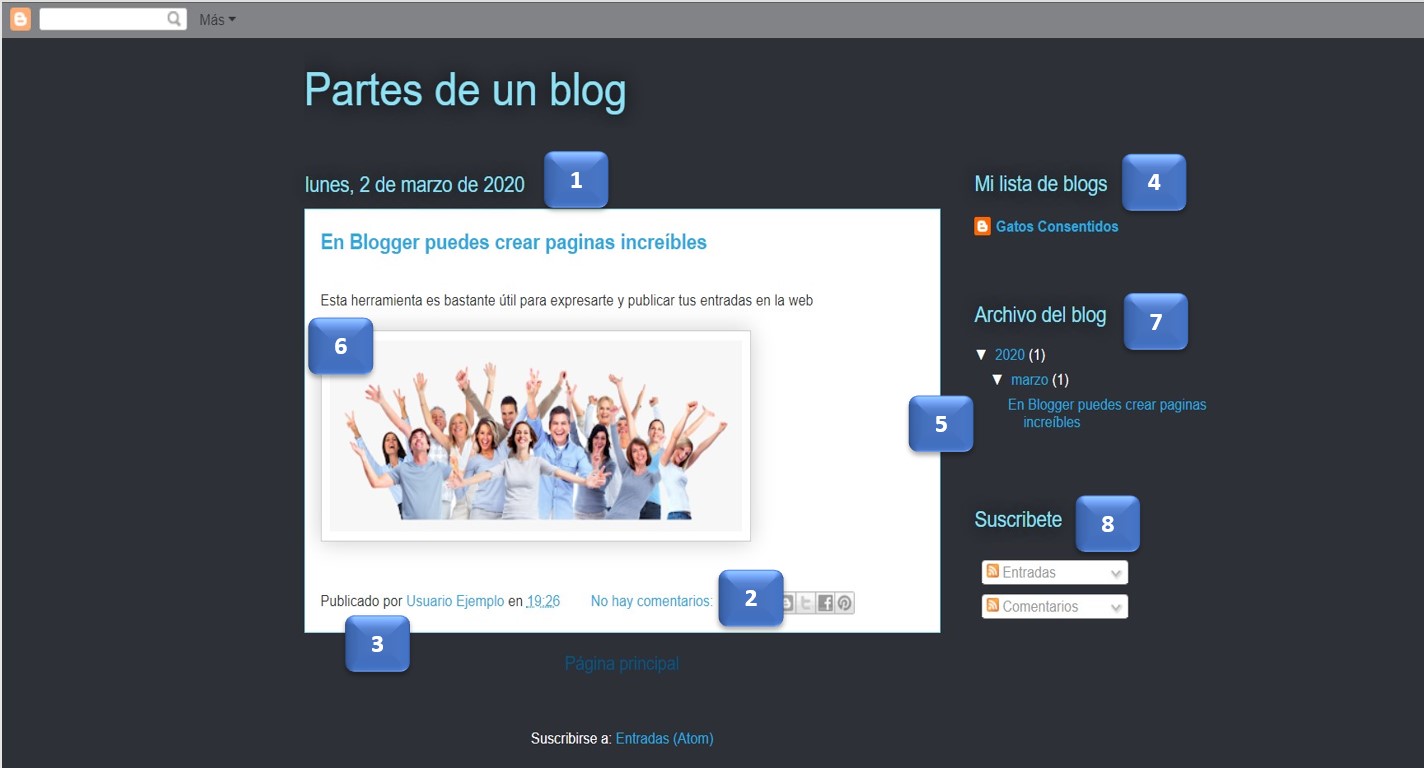 Más
Partes de un blog
lunes, 2 de marzo de 2020
1
En Blogger puedes crear paginas increíbles
Esta herramienta es bastante útil para expresarte y publicar tus entradas en la web
6
5
Publicado por Usuario Ejemplo en 19:26
No hay comentarios:
2
3
Página principal
Suscribirse a: Entradas (Atom)
Mi lista de blogs
4
Gatos Consentidos
Archivo del blog
7
▼ 2020 (1)
▼ marzo (1)
En Blogger puedes crear paginas
increíbles
Suscribete
8
Entradas
Comentarios